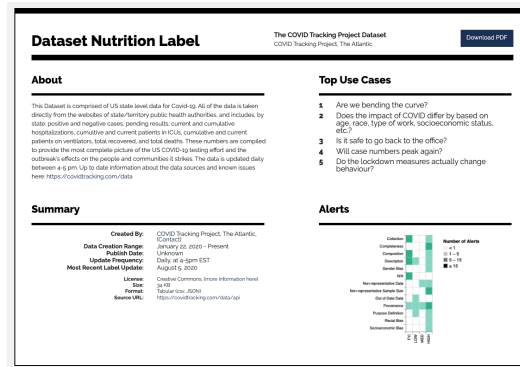 Dataset Nutrition Label
The COVID Tracking Project Dataset
COVID Tracking Project, The Atlantic
Download PDF
About
This Dataset is comprised of US state level data for Covid-19. All of the data is taken
directly from the websites of state/territory public health authorities, and includes, by
state: positive and negative cases, pending results, current and cumulative
hospitalizations, cumultive and current patients in ICUs, cumulative and current
patients on ventilators, total recovered, and total deaths. These numbers are compiled
to provide the most complete picture of the US COVID-19 testing effort and the
outbreak's effects on the people and communities it strikes. The data is updated daily
between 4-5 pm. Up to date information about the data sources and known issues
here: https://covidtracking.com/data
Top Use Cases
1 Are we bending the curve?
2 Does the impact of COVID differ by based on
age, race, type of work, socioeconomic status,
etc.?
3 Is it safe to go back to the office?
4 Will case numbers peak again?
5 Do the lockdown measures actually change
behaviour?
Summary
Created By: COVID Tracking Project, The Atlantic,
(Contact)
Data Creation Range: January 22, 2020 - Present
Publish Date: Unknown
Update Frequency: Daily, at 4-5pm EST
Most Recent Label Update: August 5, 2020
License: Creative Commons, (more information here)
Size: 34 KB
Format: Tabular (csv, JSON)
Source URL: https://covidtracking.com/data/api
Alerts
Collection
Completeness
Composition
Description
Gender Bias
N/A
Non-representative Data
Non-representative Sample Size
Out of Date Data
Provenance
Purpose Definition
Racial Bias
Socioeconomic Bias
FYI
LOW
MED
HIGH
Number of Alerts
< 1
1 – 5
5 – 15
≥ 15